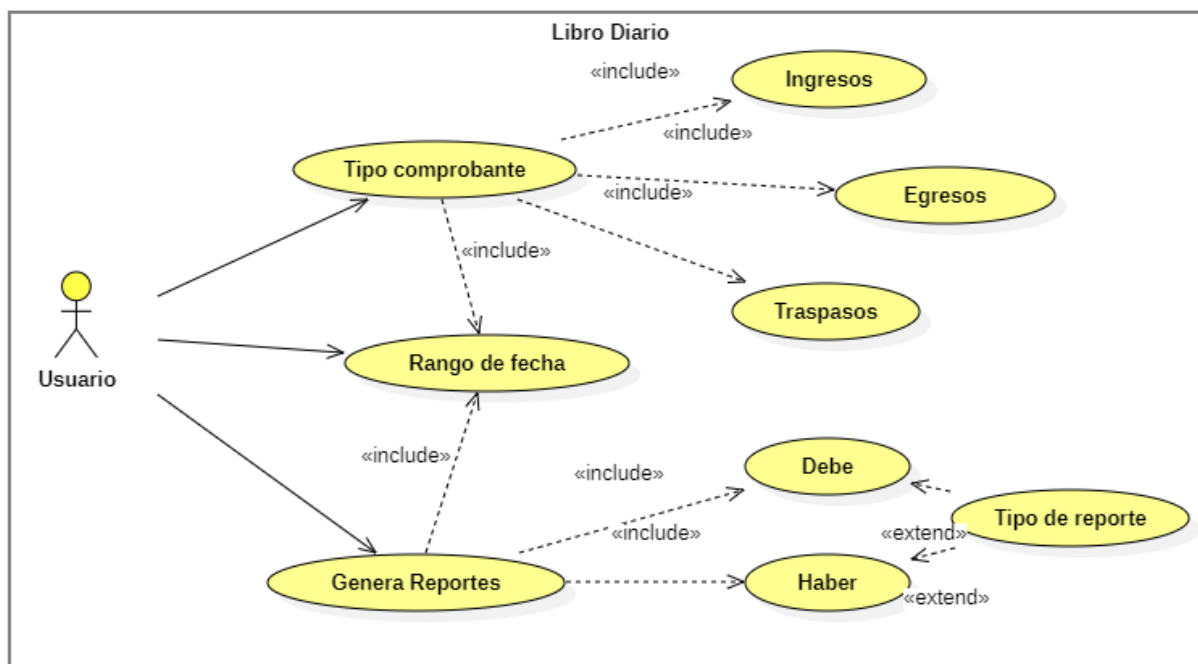 Libro Diario
«include»
Ingresos
«include»
Tipo comprobante
«include»
Egresos
«include»
Traspasos
Rango de fecha
Usuario
«include»
«include»
Debe
Tipo de reporte
«include»
«extend»
Genera Reportes
Haber
«extend»